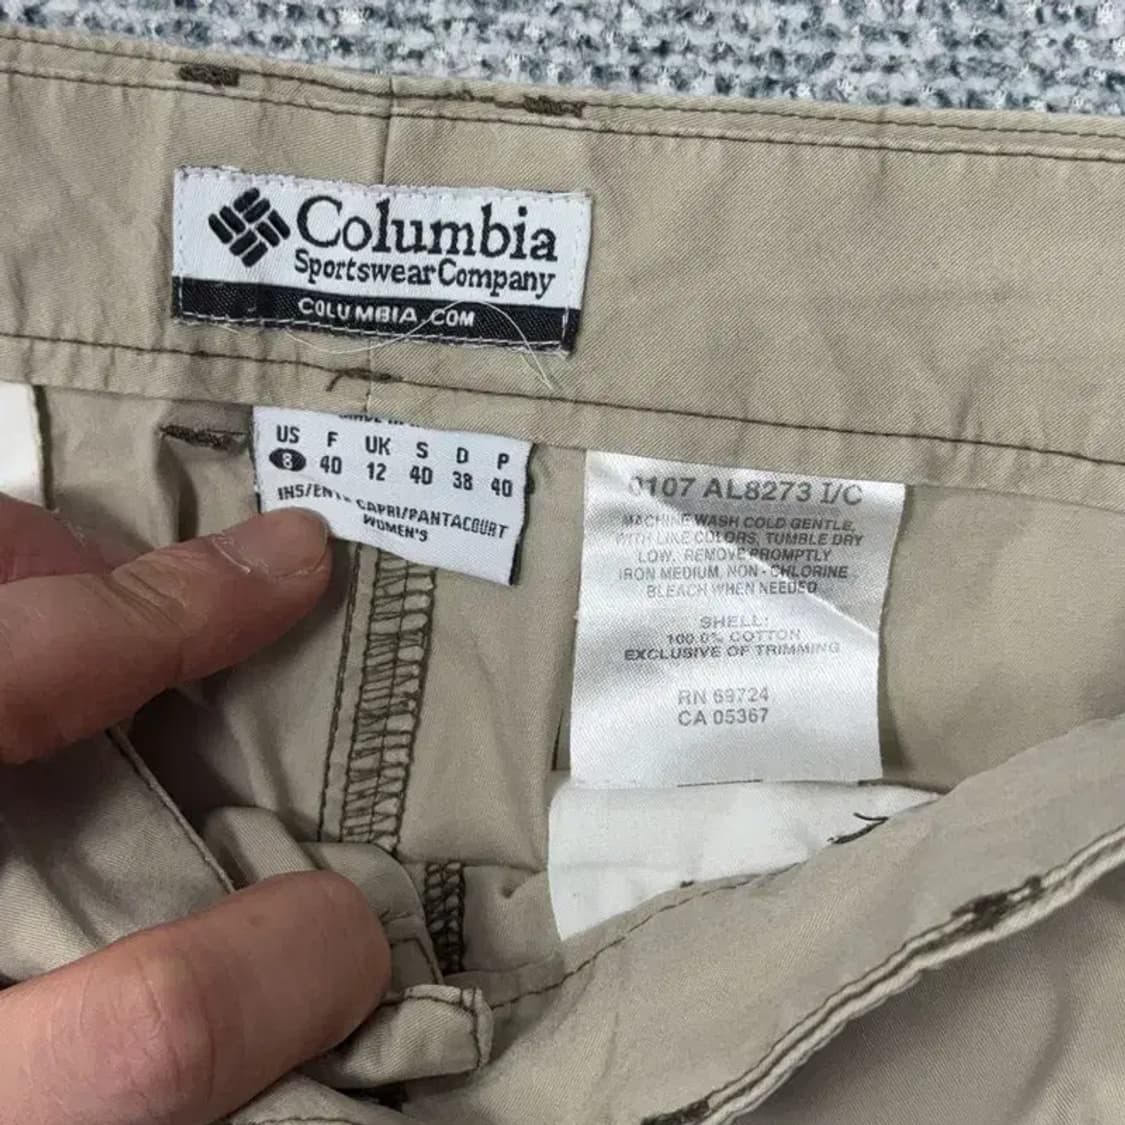 Columbia
Sportswear Company
COLUMBIA.COM
US F UK S D P
8 40 12 40 38 40
CAPRI/PANTACOURT
WOMEN'S
0107 AL8273 I/C
MACHINE WASH COLD GENTLE,
WITH LIKE COLORS, TUMBLE DRY
LOW. REMOVE PROMPTLY
IRON MEDIUM, NON-CHLORINE
BLEACH WHEN NEEDED
SHELL:
100.0% COTTON
EXCLUSIVE OF TRIMMING
RN 69724
CA 05367